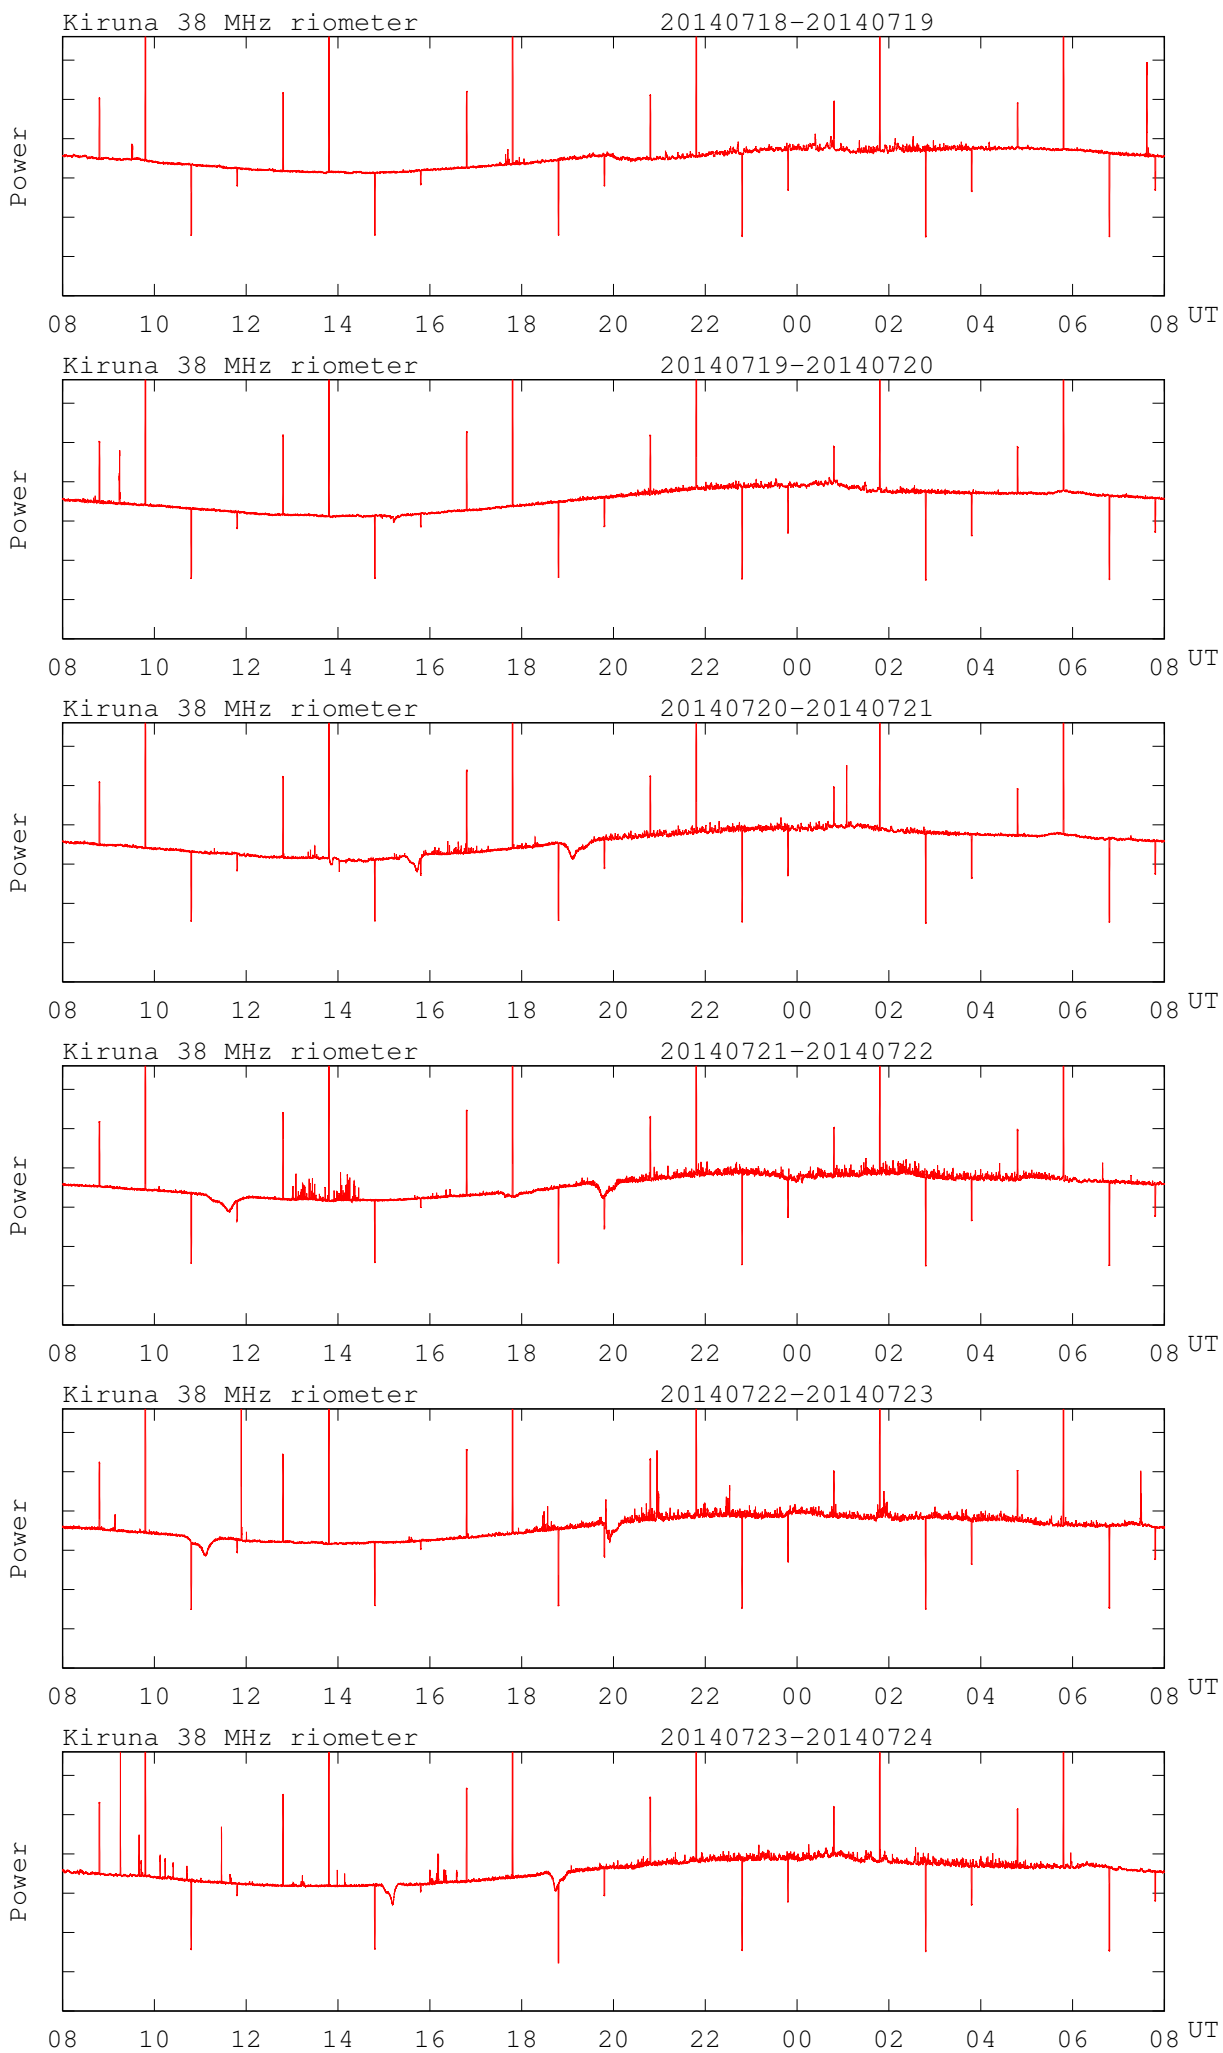 Kiruna 38 MHz riometer 20140718-20140719
Power
08 10 12 14 16 18 20 22 00 02 04 06 08 UT
Kiruna 38 MHz riometer 20140719-20140720
Power
08 10 12 14 16 18 20 22 00 02 04 06 08 UT
Kiruna 38 MHz riometer 20140720-20140721
Power
08 10 12 14 16 18 20 22 00 02 04 06 08 UT
Kiruna 38 MHz riometer 20140721-20140722
Power
08 10 12 14 16 18 20 22 00 02 04 06 08 UT
Kiruna 38 MHz riometer 20140722-20140723
Power
08 10 12 14 16 18 20 22 00 02 04 06 08 UT
Kiruna 38 MHz riometer 20140723-20140724
Power
08 10 12 14 16 18 20 22 00 02 04 06 08 UT